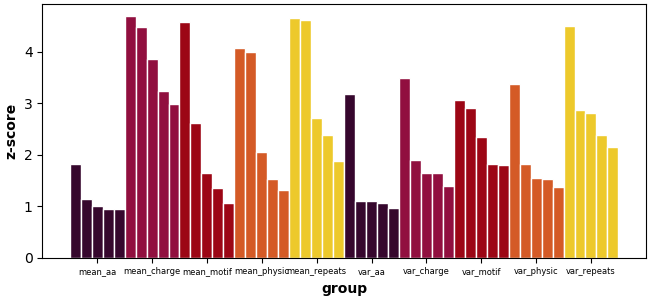 z-score
4
3
2
1
0
mean_aa mean_charge mean_motif mean_physic mean_repeats var_aa var_charge var_motif var_physic var_repeats
group